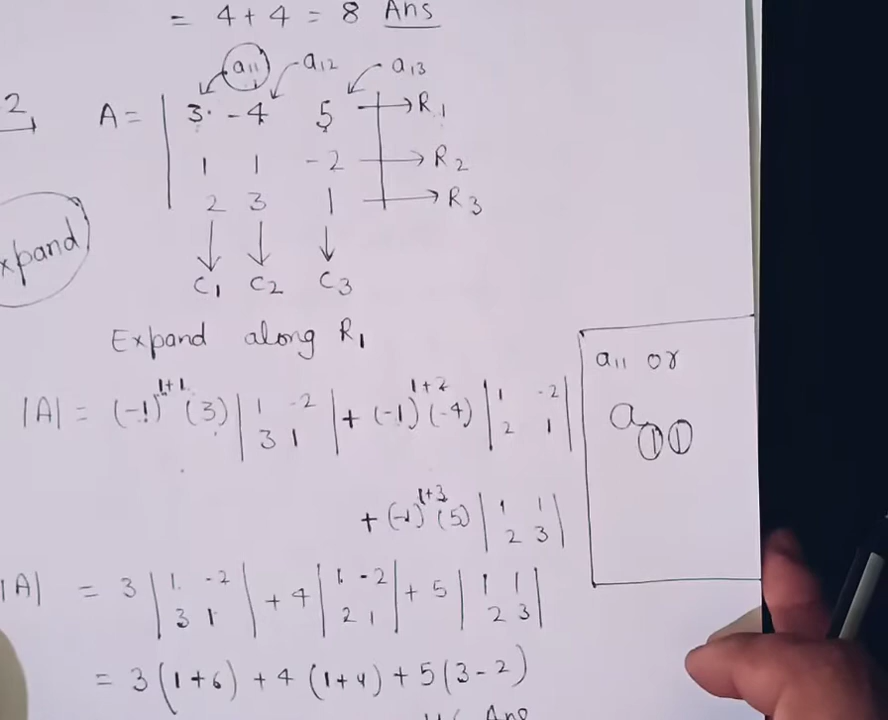 = 4 + 4 = 8 Ans
a11 a12 a13
2, A = | 3 -4 5 | → R1
| 1 1 -2 | → R2
| 2 3 1 | → R3
C1 C2 C3
xpand
Expand along R1
|A| = (-1)^1+1 (3) | 1 -2 | + (-1)^1+2 (-4) | 1 -2 |
3 1 2 1
+ (-1)^1+3 (5) | 1 1 |
2 3
a11 or
a11
|A| = 3 | 1 -2 | + 4 | 1 -2 | + 5 | 1 1 |
3 1 2 1 2 3
= 3(1+6) + 4(1+4) + 5(3-2)
Ans